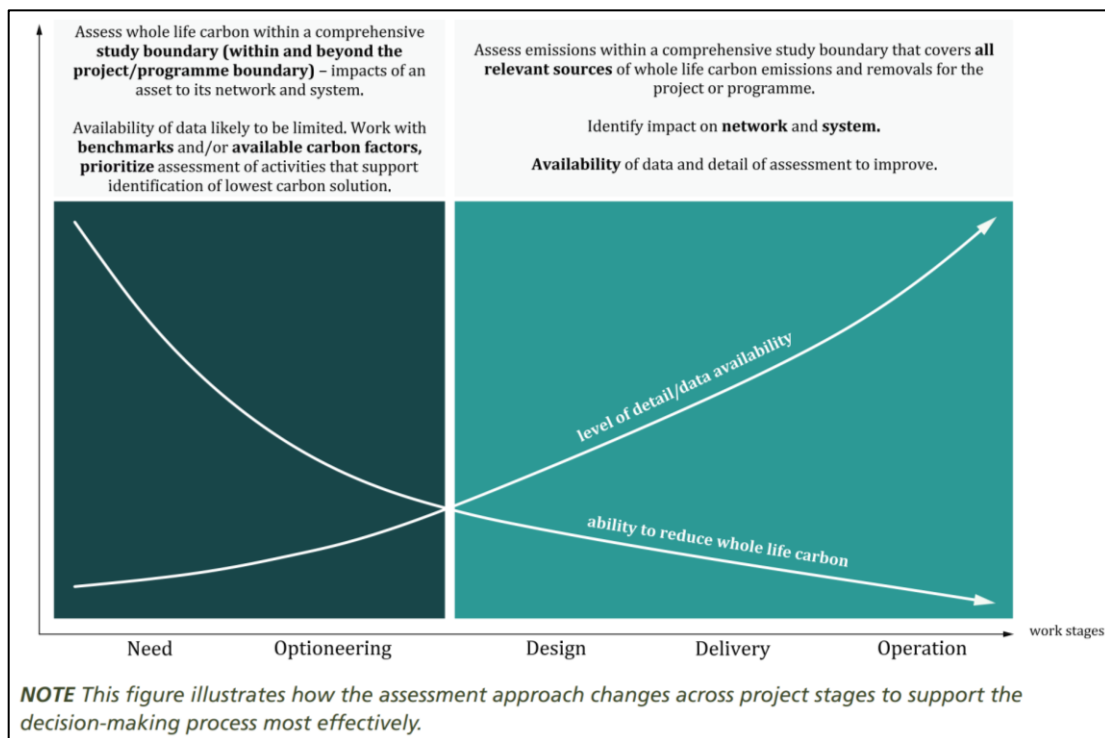 Assess whole life carbon within a comprehensive
study boundary (within and beyond the
project/programme boundary) – impacts of an
asset to its network and system.
Availability of data likely to be limited. Work with
benchmarks and/or available carbon factors,
prioritize assessment of activities that support
identification of lowest carbon solution.
Assess emissions within a comprehensive study boundary that covers all
relevant sources of whole life carbon emissions and removals for the
project or programme.
Identify impact on network and system.
Availability of data and detail of assessment to improve.
level of detail/data availability
ability to reduce whole life carbon
work stages
Need
Optioneering
Design
Delivery
Operation
NOTE This figure illustrates how the assessment approach changes across project stages to support the
decision-making process most effectively.